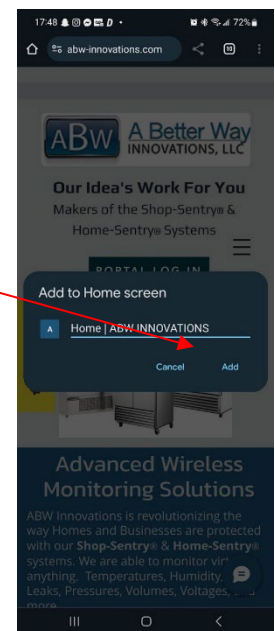 17:48 72%
abw-innovations.com 10
ABW A Better Way
INNOVATIONS, LLC
Our Idea's Work For You
Makers of the Shop-Sentry® &
Home-Sentry® Systems
PORTAL LOG IN
Add to Home screen
A Home | ABW INNOVATIONS
Cancel Add
Advanced Wireless
Monitoring Solutions
ABW Innovations is revolutionizing the
way Homes and Businesses are protected
with our Shop-Sentry® & Home-Sentry®
systems. We are able to monitor
anything. Temperatures, Humidity,
Leaks, Pressures, Volumes, Voltages,
more